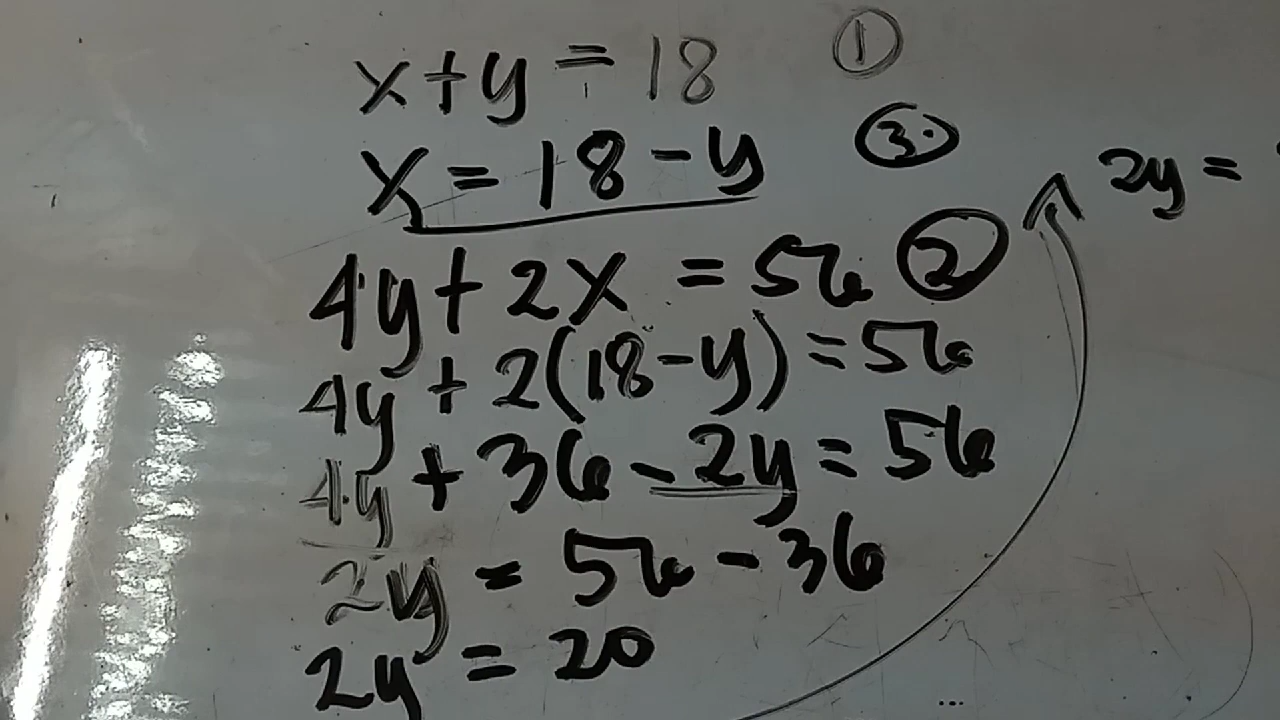 x+y = 18 ①
x = 18 - y ③
4y + 2x = 56 ②
4y + 2(18-y) = 56
4y + 36 - 2y = 56
2y = 56 - 36
2y = 20
2y =